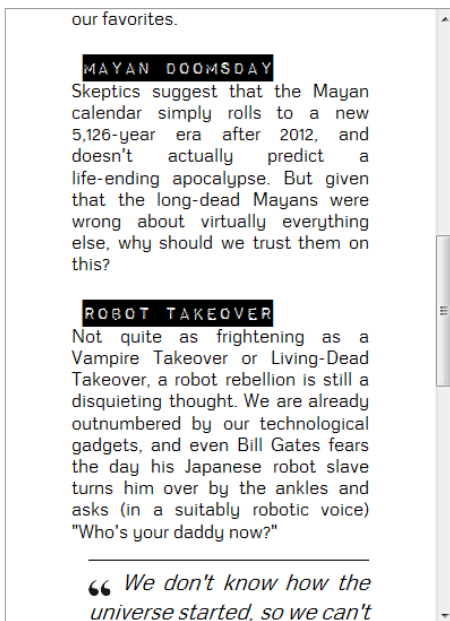 our favorites.
MAYAN DOOMSDAY
Skeptics suggest that the Mayan
calendar simply rolls to a new
5,126-year era after 2012, and
doesn't actually predict a
life-ending apocalypse. But given
that the long-dead Mayans were
wrong about virtually everything
else, why should we trust them on
this?
ROBOT TAKEOVER
Not quite as frightening as a
Vampire Takeover or Living-Dead
Takeover, a robot rebellion is still a
disquieting thought. We are already
outnumbered by our technological
gadgets, and even Bill Gates fears
the day his Japanese robot slave
turns him over by the ankles and
asks (in a suitably robotic voice)
"Who's your daddy now?"
“ We don't know how the
universe started, so we can't